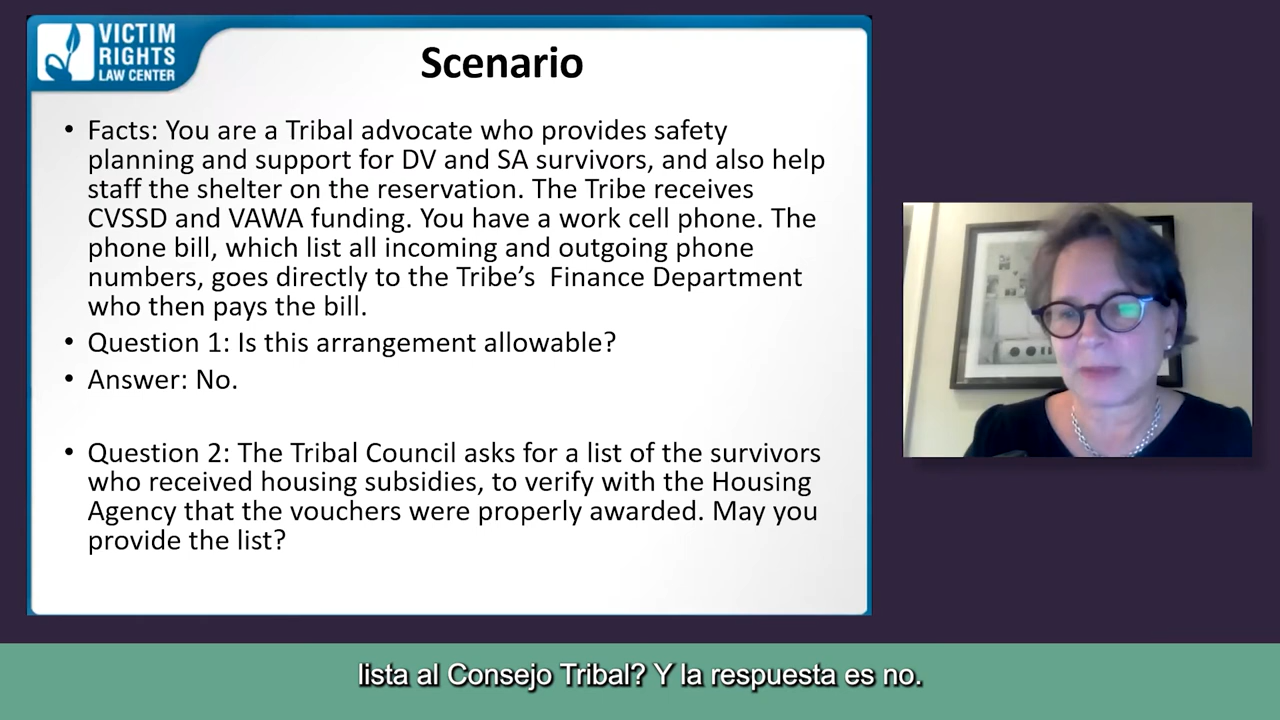 VICTIM
RIGHTS
LAW CENTER
Scenario
• Facts: You are a Tribal advocate who provides safety
planning and support for DV and SA survivors, and also help
staff the shelter on the reservation. The Tribe receives
CVSSD and VAWA funding. You have a work cell phone. The
phone bill, which list all incoming and outgoing phone
numbers, goes directly to the Tribe’s  Finance Department
who then pays the bill.
• Question 1: Is this arrangement allowable?
• Answer: No.
• Question 2: The Tribal Council asks for a list of the survivors
who received housing subsidies, to verify with the Housing
Agency that the vouchers were properly awarded. May you
provide the list?
lista al Consejo Tribal? Y la respuesta es no.